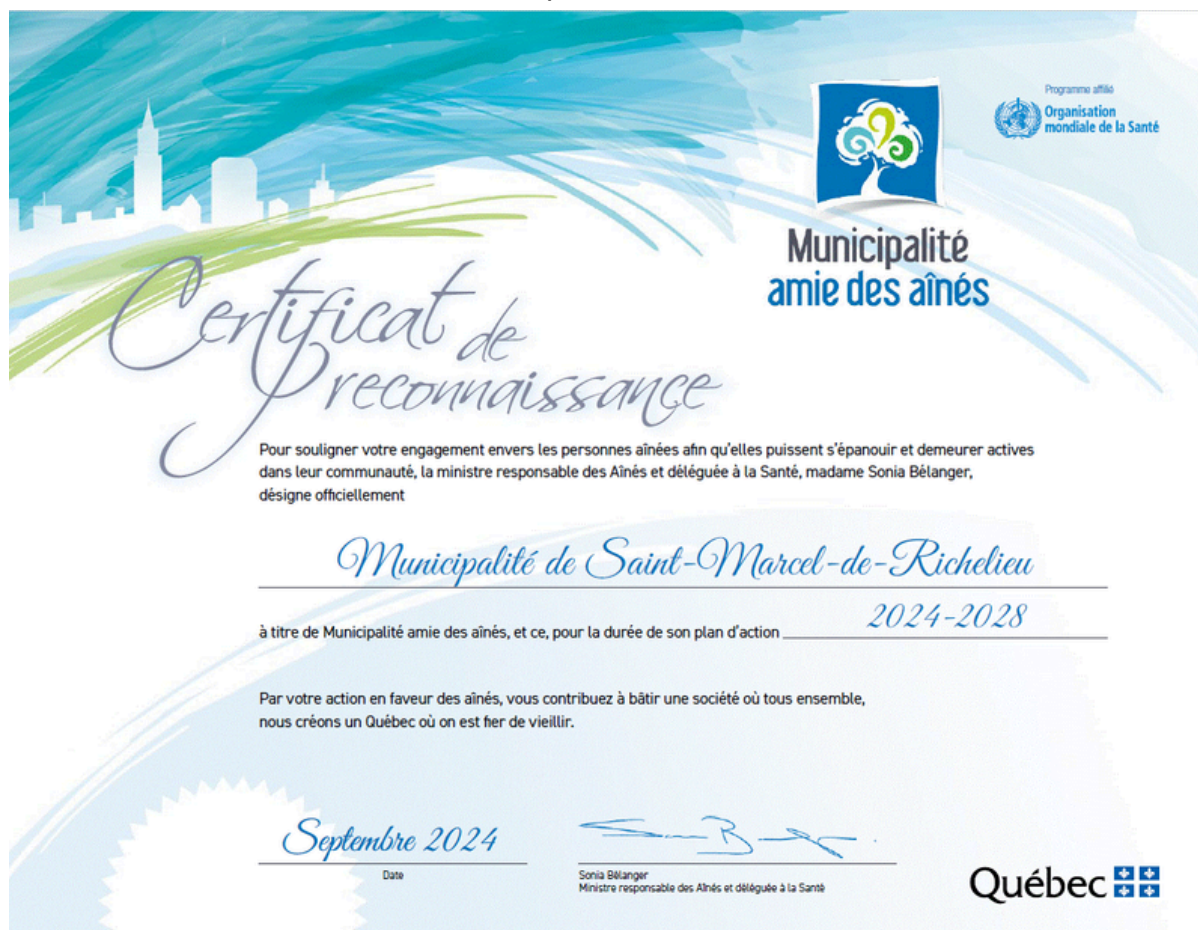 Programme affilié
Organisation
mondiale de la Santé
Municipalité
amie des aînés
Certificat de
reconnaissance
Pour souligner votre engagement envers les personnes aînées afin qu'elles puissent s'épanouir et demeurer actives
dans leur communauté, la ministre responsable des Aînés et déléguée à la Santé, madame Sonia Bélanger,
désigne officiellement
Municipalité de Saint-Marcel-de-Richelieu
à titre de Municipalité amie des aînés, et ce, pour la durée de son plan d'action 2024-2028
Par votre action en faveur des aînés, vous contribuez à bâtir une société où tous ensemble,
nous créons un Québec où on est fier de vieillir.
Septembre 2024
Date
Sonia Bélanger
Ministre responsable des Aînés et déléguée à la Santé
Québec